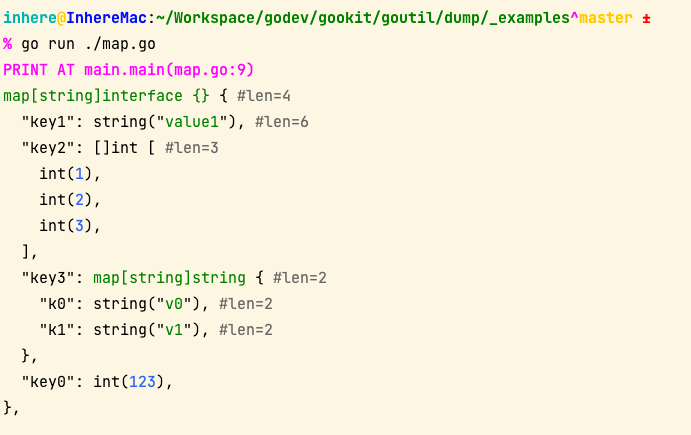 inhere@InhereMac:~/Workspace/godev/gookit/goutil/dump/_examples^master ±
% go run ./map.go
PRINT AT main.main(map.go:9)
map[string]interface {} { #len=4
  "key1": string("value1"), #len=6
  "key2": []int [ #len=3
    int(1),
    int(2),
    int(3),
  ],
  "key3": map[string]string { #len=2
    "k0": string("v0"), #len=2
    "k1": string("v1"), #len=2
  },
  "key0": int(123),
},